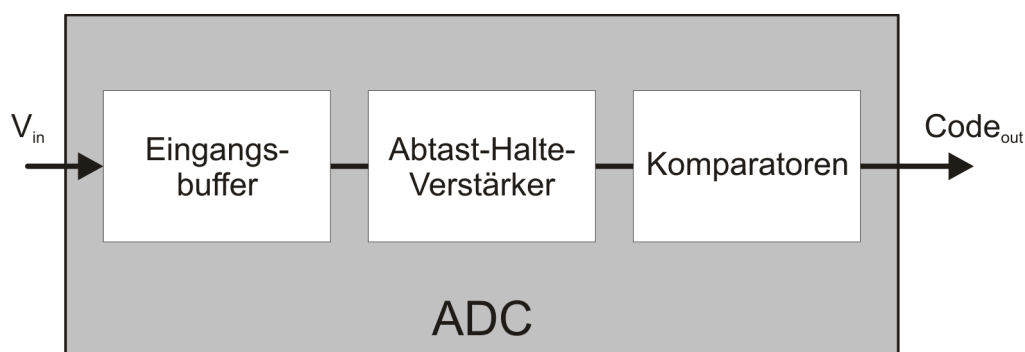 V_in
Eingangs-
buffer
Abtast-Halte-
Verstärker
Komparatoren
Code_out
ADC